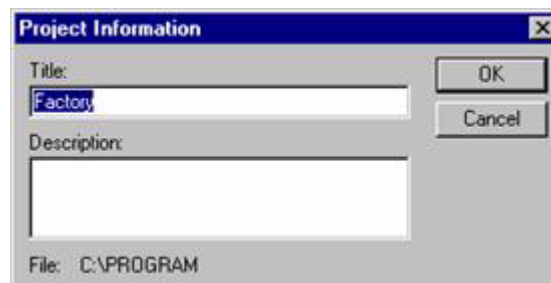 Project Information
Title:
OK
Factory
Cancel
Description:
File: C:\PROGRAM